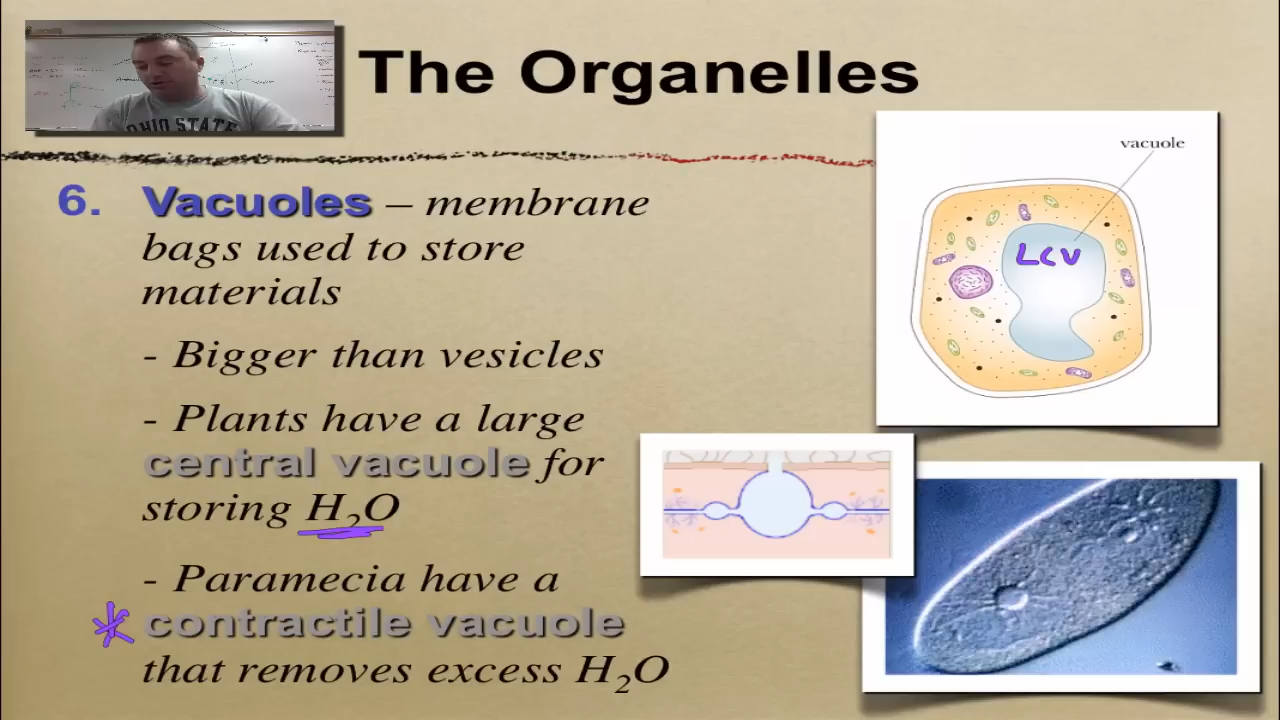 The Organelles
OHIO STATE
vacuole
LCV
6. Vacuoles – membrane
bags used to store
materials
- Bigger than vesicles
- Plants have a large
central vacuole for
storing H₂O
- Paramecia have a
* contractile vacuole
that removes excess H₂O